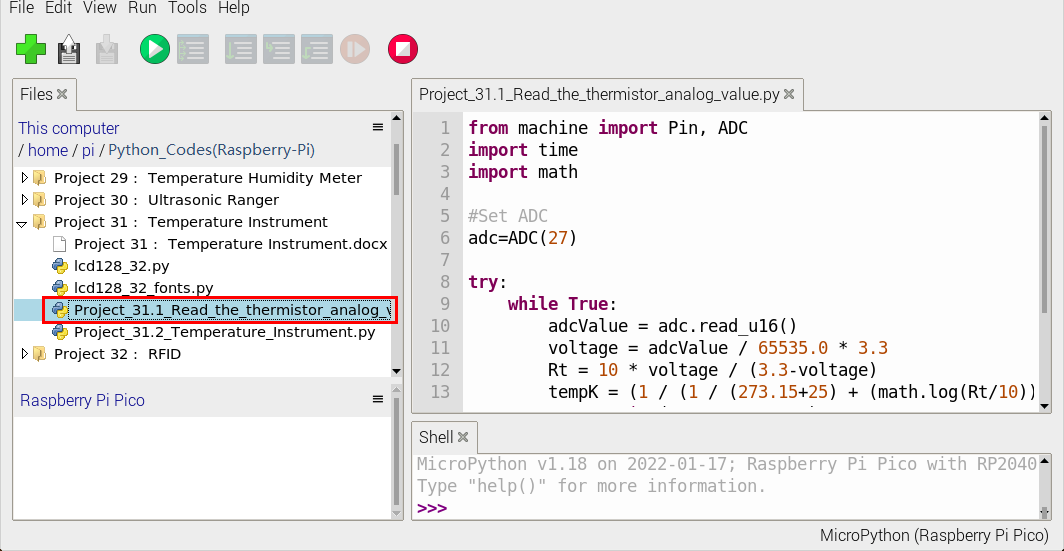 File Edit View Run Tools Help
Files
This computer
/ home / pi / Python_Codes(Raspberry-Pi)
Project 29 : Temperature Humidity Meter
Project 30 : Ultrasonic Ranger
Project 31 : Temperature Instrument
Project 31 : Temperature Instrument.docx
lcd128_32.py
lcd128_32_fonts.py
Project_31.1_Read_the_thermistor_analog_
Project_31.2_Temperature_Instrument.py
Project 32 : RFID
Raspberry Pi Pico
Project_31.1_Read_the_thermistor_analog_value.py
1 from machine import Pin, ADC
2 import time
3 import math
4
5 #Set ADC
6 adc=ADC(27)
7
8 try:
9 while True:
10 adcValue = adc.read_u16()
11 voltage = adcValue / 65535.0 * 3.3
12 Rt = 10 * voltage / (3.3-voltage)
13 tempK = (1 / (1 / (273.15+25) + (math.log(Rt/10))
Shell
MicroPython v1.18 on 2022-01-17; Raspberry Pi Pico with RP2040
Type "help()" for more information.
>>>
MicroPython (Raspberry Pi Pico)